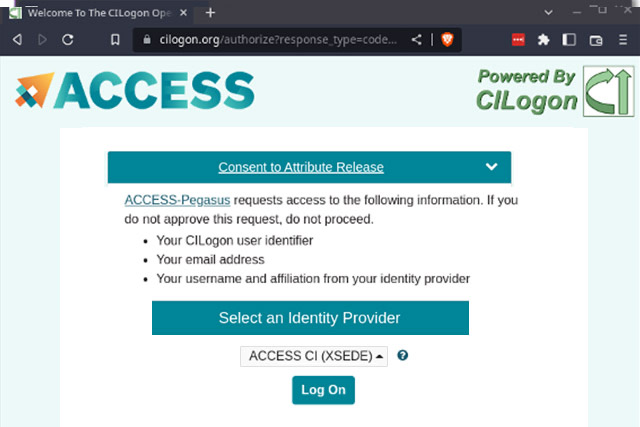 Welcome To The CILogon Ope
cilogon.org/authorize?response_type=code...
ACCESS
Powered By
CILogon
Consent to Attribute Release
ACCESS-Pegasus requests access to the following information. If you
do not approve this request, do not proceed.
• Your CILogon user identifier
• Your email address
• Your username and affiliation from your identity provider
Select an Identity Provider
ACCESS CI (XSEDE)
Log On